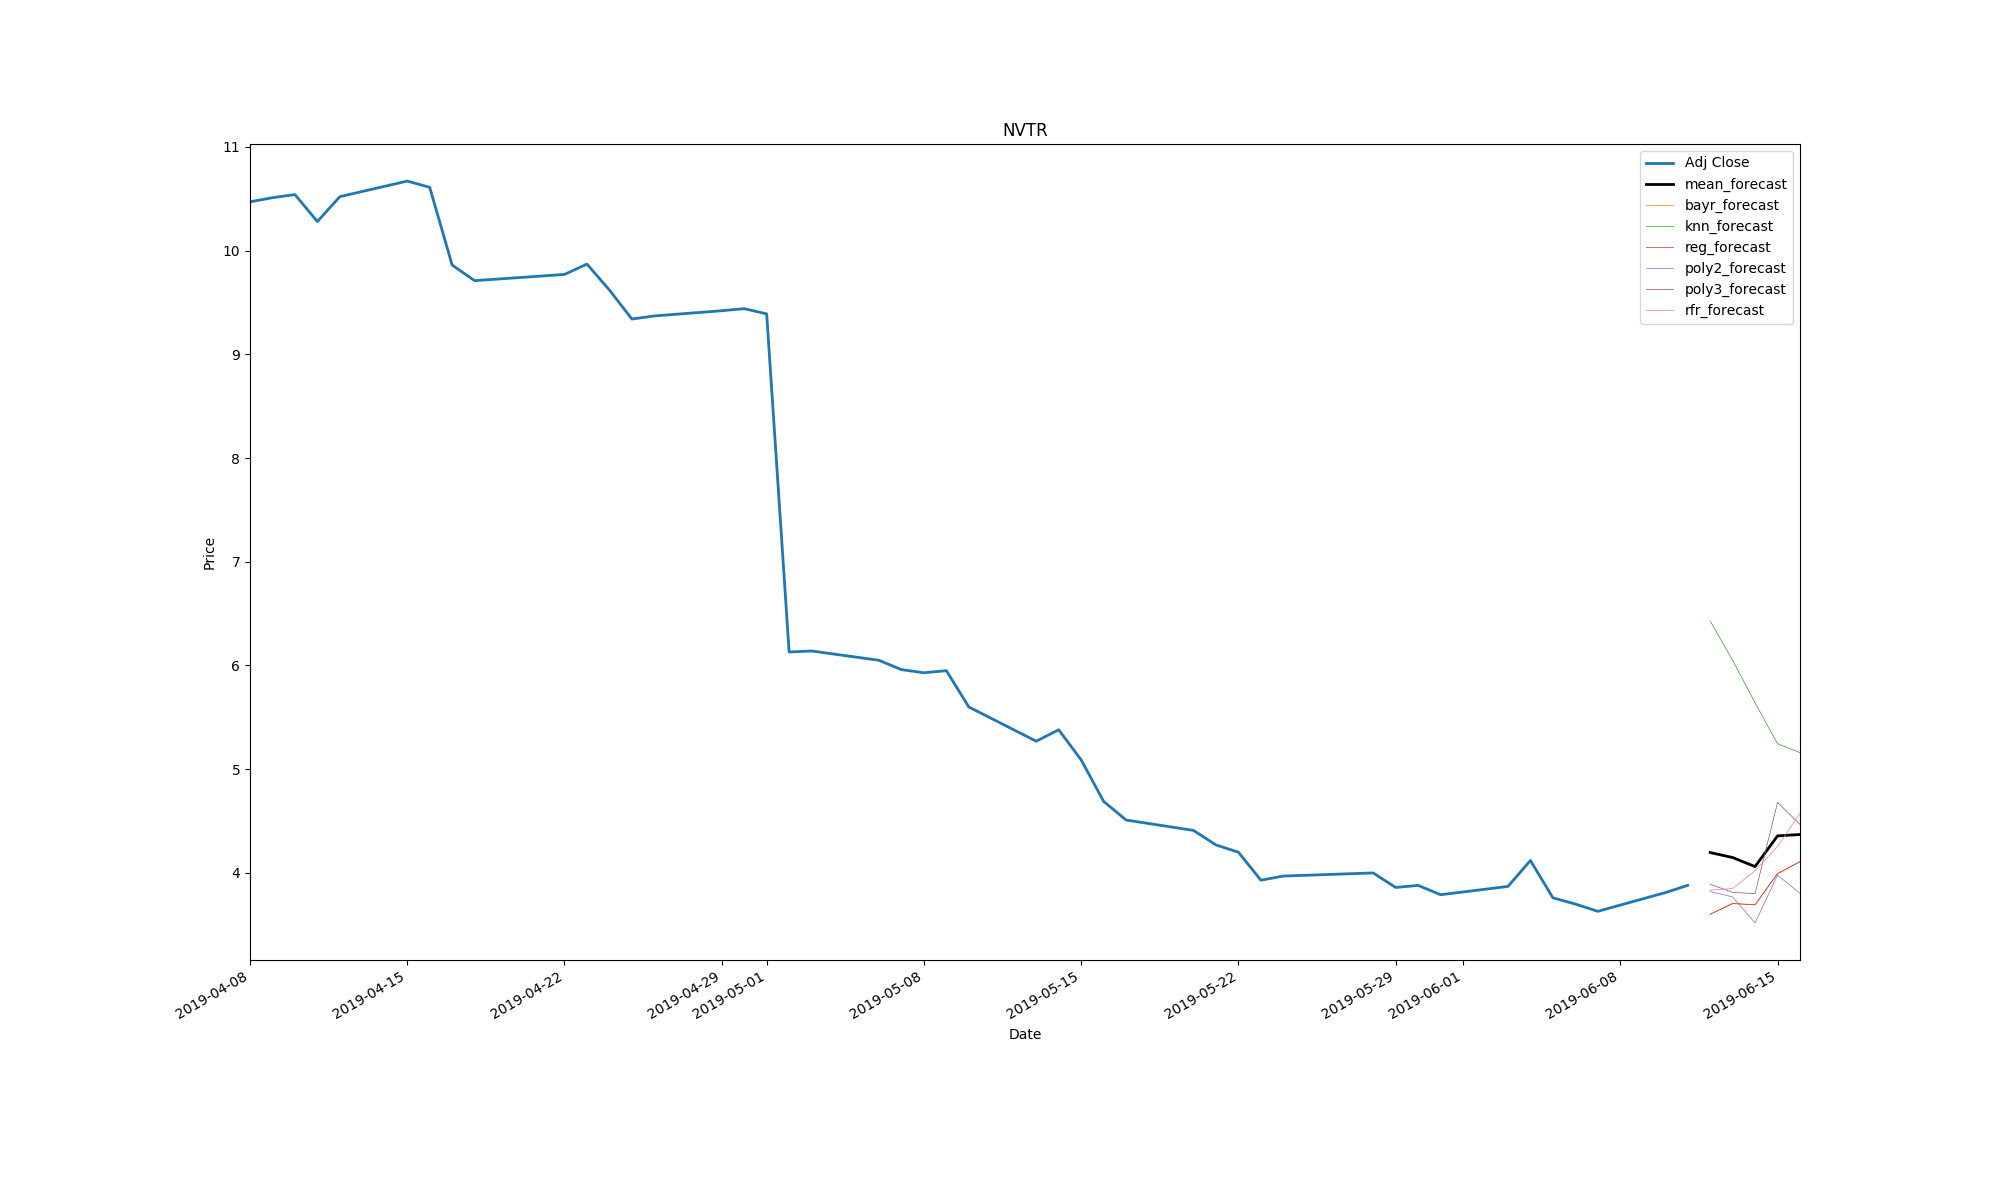 NVTR
11
10
9
8
7
6
5
4
Price
Adj Close
mean_forecast
bayr_forecast
knn_forecast
reg_forecast
poly2_forecast
poly3_forecast
rfr_forecast
2019-04-08
2019-04-15
2019-04-22
2019-04-29
2019-05-01
2019-05-08
2019-05-15
2019-05-22
2019-05-29
2019-06-01
2019-06-08
2019-06-15
Date